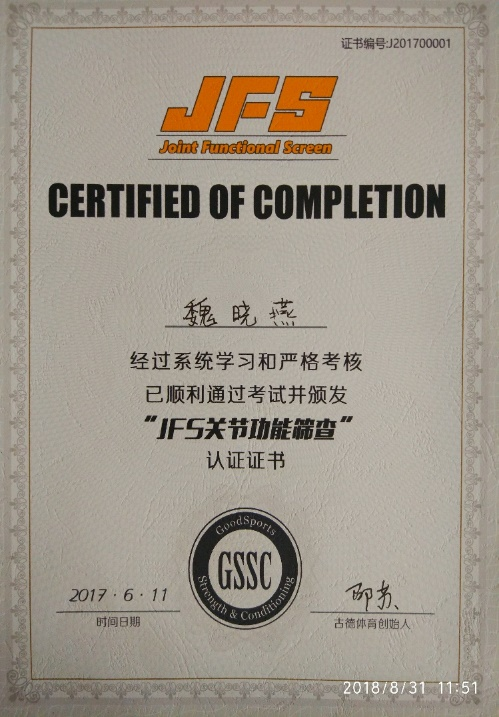 证书编号:J201700001
JFS
Joint Functional Screen
CERTIFIED OF COMPLETION
魏晓燕
经过系统学习和严格考核
已顺利通过考试并颁发
“JFS关节功能筛查”
认证证书
GoodSports
GSSC
Strength & Conditioning
2017·6·11
邵苏
时间日期
古德体育创始人
2018/8/31 11:51